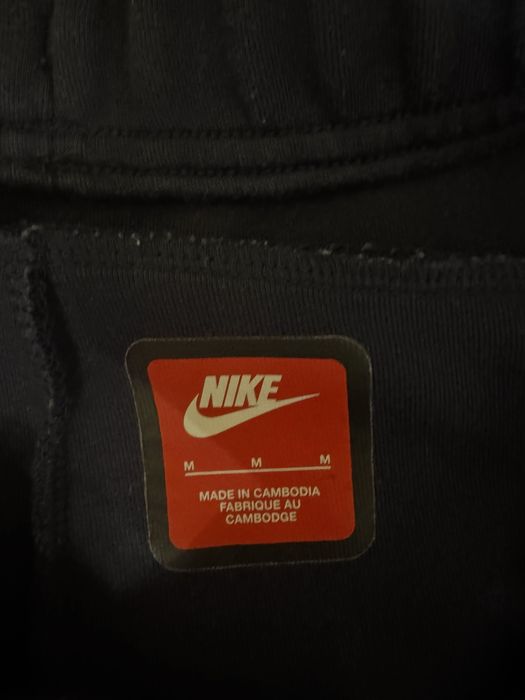 NIKE
M M M
MADE IN CAMBODIA
FABRIQUE AU
CAMBODGE